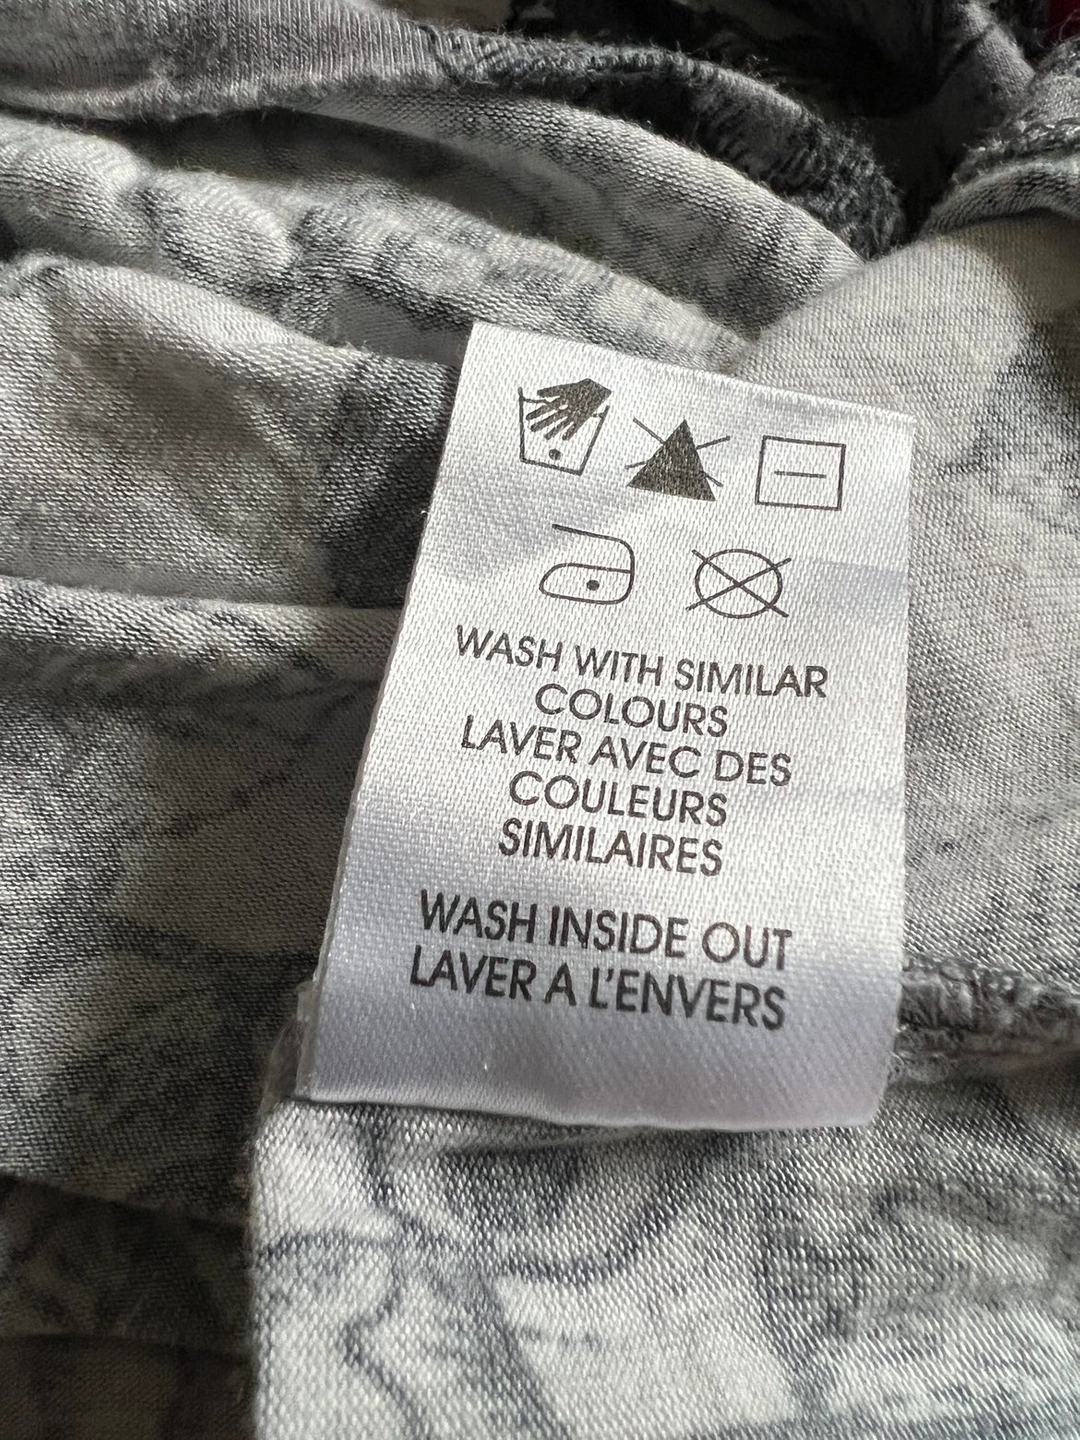 WASH WITH SIMILAR
COLOURS
LAVER AVEC DES
COULEURS
SIMILAIRES
WASH INSIDE OUT
LAVER A L'ENVERS